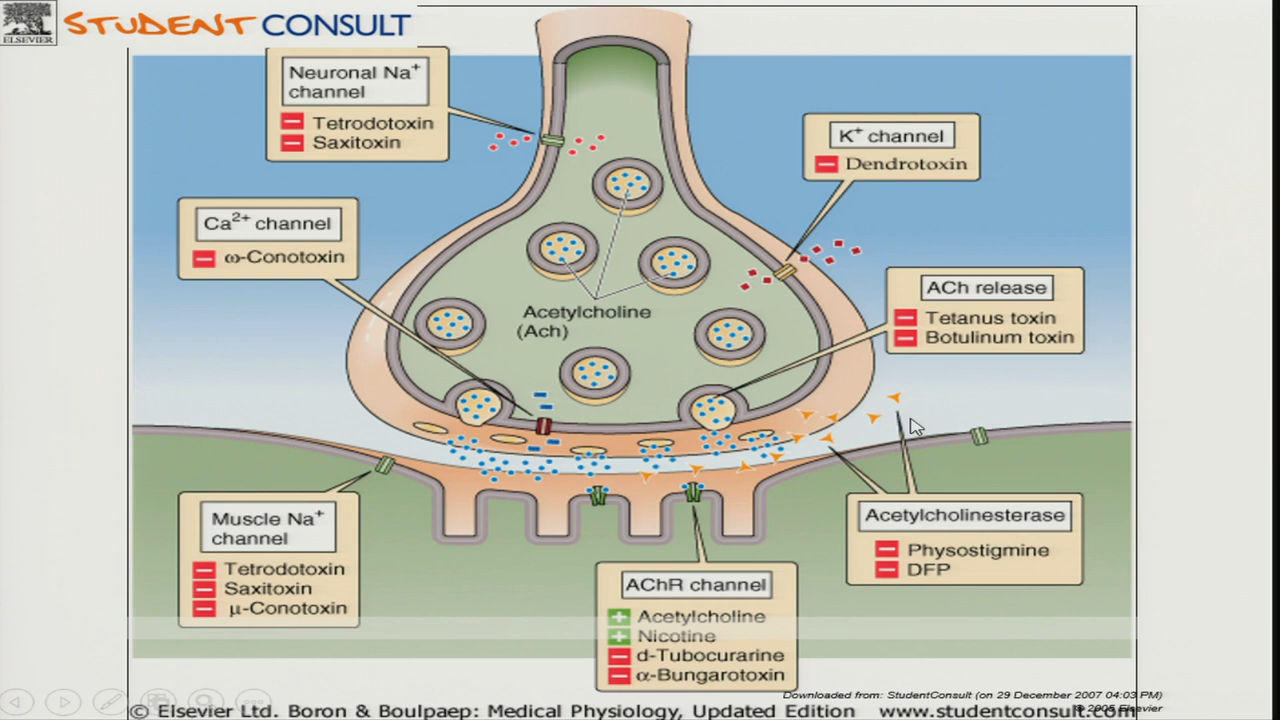 ELSEVIER
STUDENT CONSULT
Neuronal Na+
channel
Tetrodotoxin
Saxitoxin
K+ channel
Dendrotoxin
Ca2+ channel
ω-Conotoxin
ACh release
Tetanus toxin
Botulinum toxin
Acetylcholine
(Ach)
Muscle Na+
channel
Tetrodotoxin
Saxitoxin
μ-Conotoxin
AChR channel
Acetylcholine
Nicotine
d-Tubocurarine
α-Bungarotoxin
Acetylcholinesterase
Physostigmine
DFP
Downloaded from: StudentConsult (on 29 December 2007 04:03 PM)
© 2005 Elsevier
© Elsevier Ltd. Boron & Boulpaep: Medical Physiology, Updated Edition www.studentconsult.com